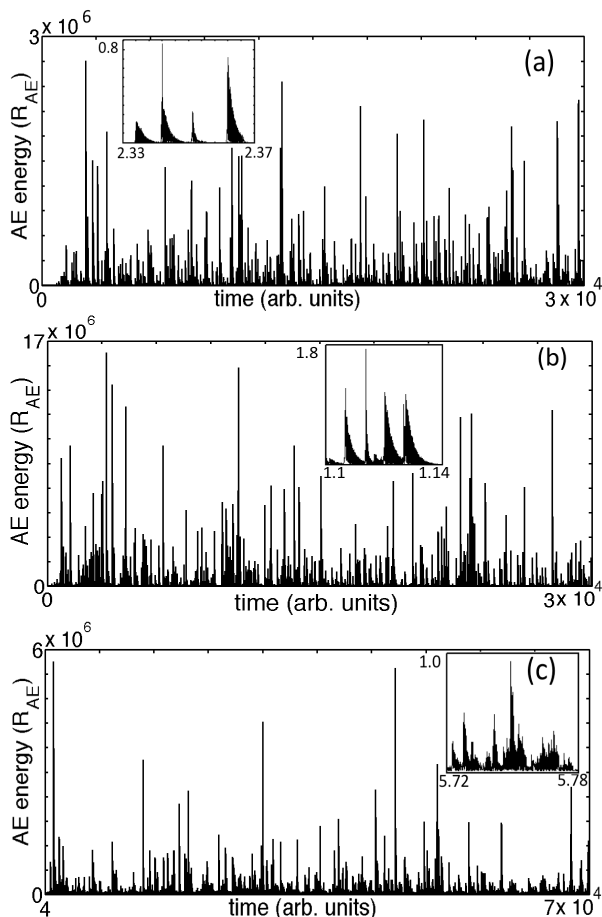 3 x 10 6
0.8
(a)
AE energy (R_AE)
2.33 2.37
0 time (arb. units) 3 x 10 4
17 x 10 6
1.8
(b)
AE energy (R_AE)
1.1 1.14
0
0 time (arb. units) 3 x 10 4
6 x 10 6
1.0
(c)
AE energy (R_AE)
5.72 5.78
0
4 time (arb. units) 7 x 10 4